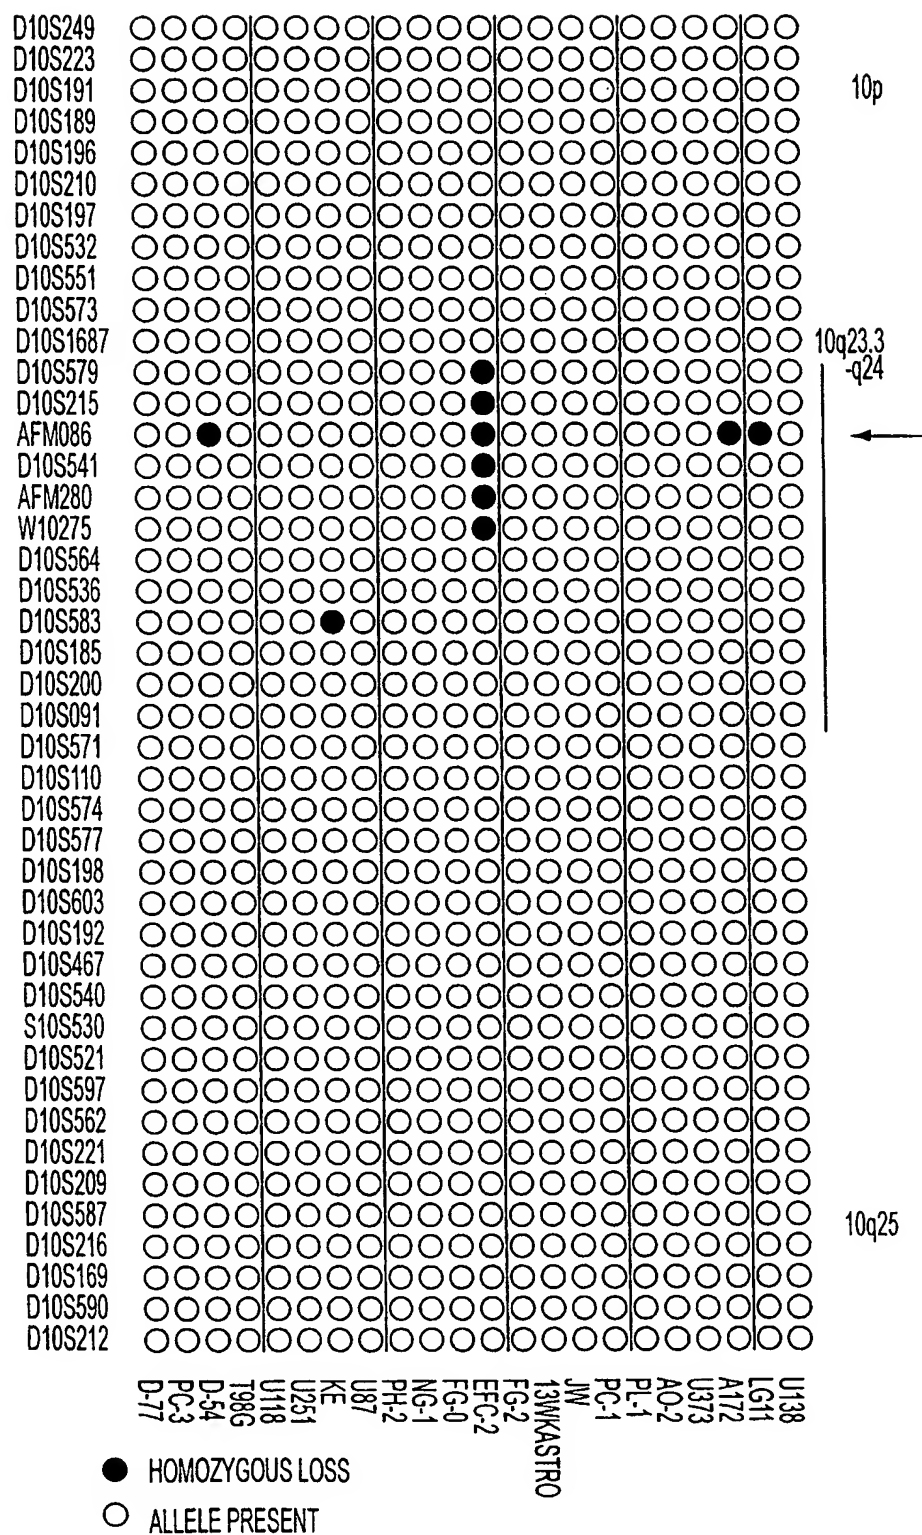 D10S249
D10S223
D10S191
10p
D10S189
D10S196
D10S210
D10S197
D10S532
D10S551
D10S573
D10S1687
10q23.3
D10S579
-q24
D10S215
AFM086
D10S541
AFM280
W10275
D10S564
D10S536
D10S583
D10S185
D10S200
D10S091
D10S571
D10S110
D10S574
D10S577
D10S198
D10S603
D10S192
D10S467
D10S540
S10S530
D10S521
D10S597
D10S562
D10S221
D10S209
D10S587
10q25
D10S216
D10S169
D10S590
D10S212
D-77
PC-3
D-54
T98G
U118
U251
KE
U87
PH-2
NG-1
FG-0
EFC-2
FG-2
13WKASTRO
JW
PC-1
PL-1
AO-2
U373
A172
LG11
U138
HOMOZYGOUS LOSS
ALLELE PRESENT